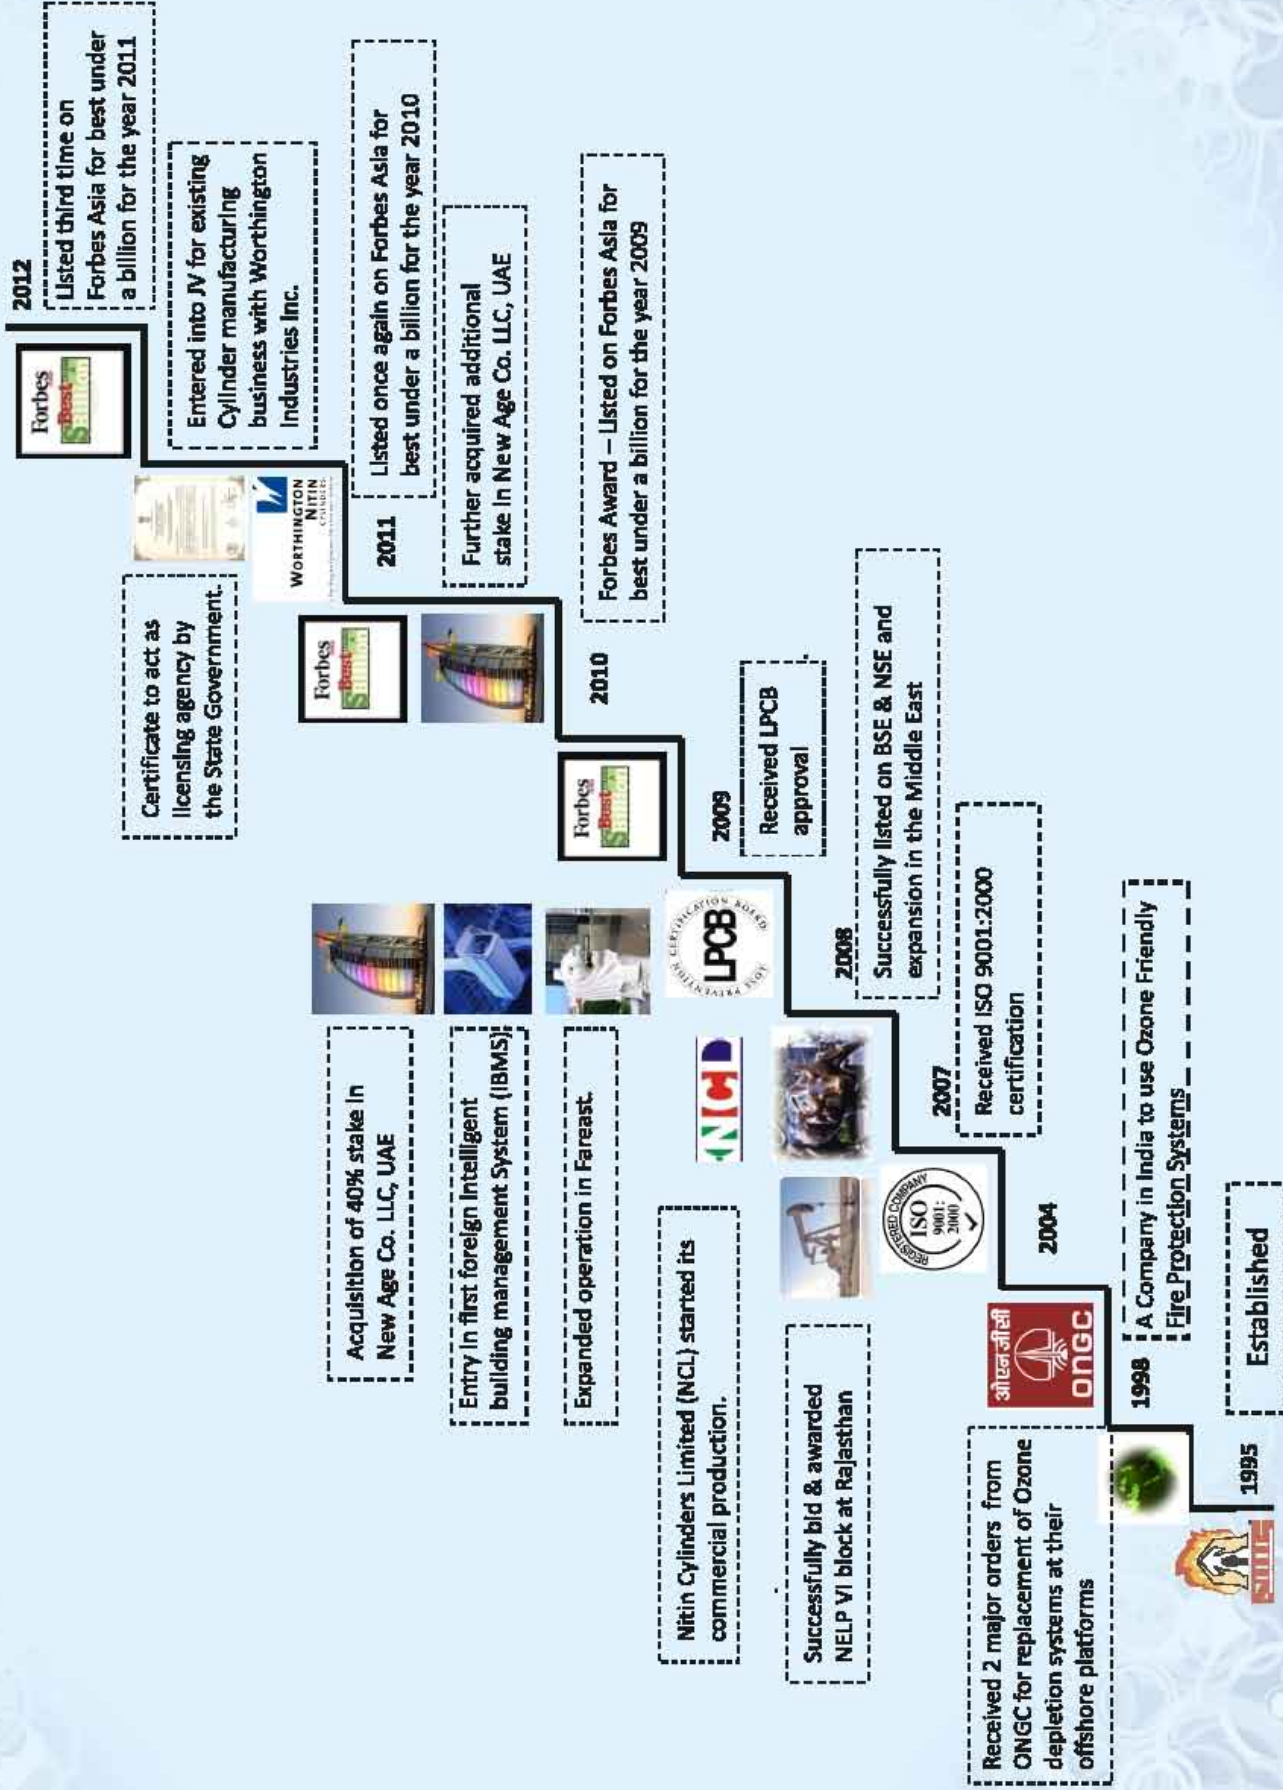 2012
Listed third time on
Forbes Asia for best under
a billion for the year 2011
Forbes
Best
Billion
Entered into JV for existing
Cylinder manufacturing
business with Worthington
Industries Inc.
Certificate to act as
licensing agency by
the State Government.
WORTHINGTON
NITIN
CYLINDERS
2011
Listed once again on Forbes Asia for
best under a billion for the year 2010
Forbes
Best
Billion
Further acquired additional
stake in New Age Co. LLC, UAE
2010
Forbes Award – Listed on Forbes Asia for
best under a billion for the year 2009
Forbes
Best
Billion
Acquisition of 40% stake in
New Age Co. LLC, UAE
Entry in first foreign Intelligent
building management System (IBMS)
Expanded operation in Fareast.
2009
Received LPCB
approval
LOSS PREVENTION CERTIFICATION BOARD
LPCB
Nitin Cylinders Limited (NCL) started its
commercial production.
2008
Successfully listed on BSE & NSE and
expansion in the Middle East
Successfully bid & awarded
NELP VI block at Rajasthan
2007
Received ISO 9001:2000
certification
REGISTERED COMPANY
ISO
9001:
2000
2004
Received 2 major orders from
ONGC for replacement of Ozone
depletion systems at their
offshore platforms
ओएनजीसी
ONGC
1998
A Company in India to use Ozone Friendly
Fire Protection Systems
1995
Established